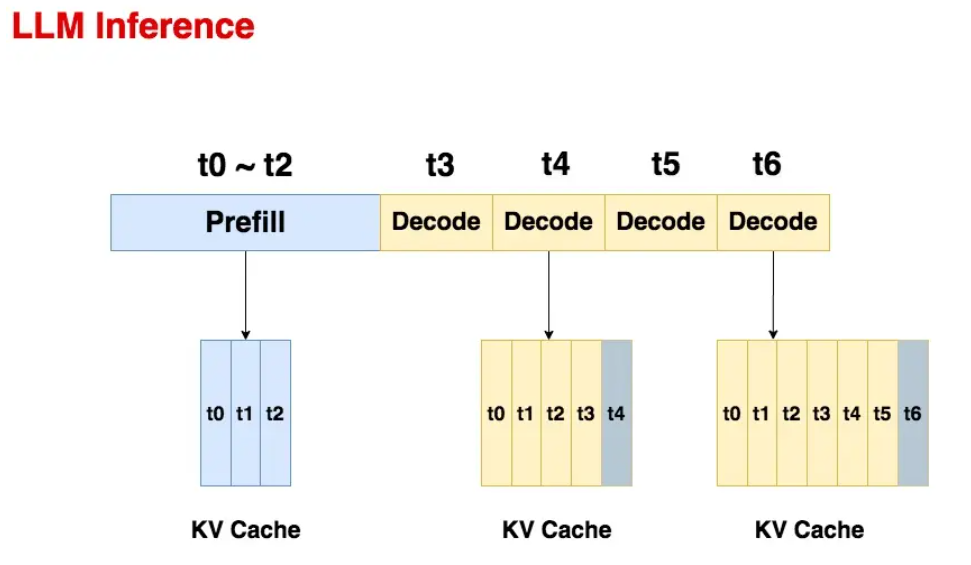 LLM Inference
t0 ~ t2 t3 t4 t5 t6
Prefill Decode Decode Decode Decode
t0 t1 t2 t0 t1 t2 t3 t4 t0 t1 t2 t3 t4 t5 t6
KV Cache KV Cache KV Cache